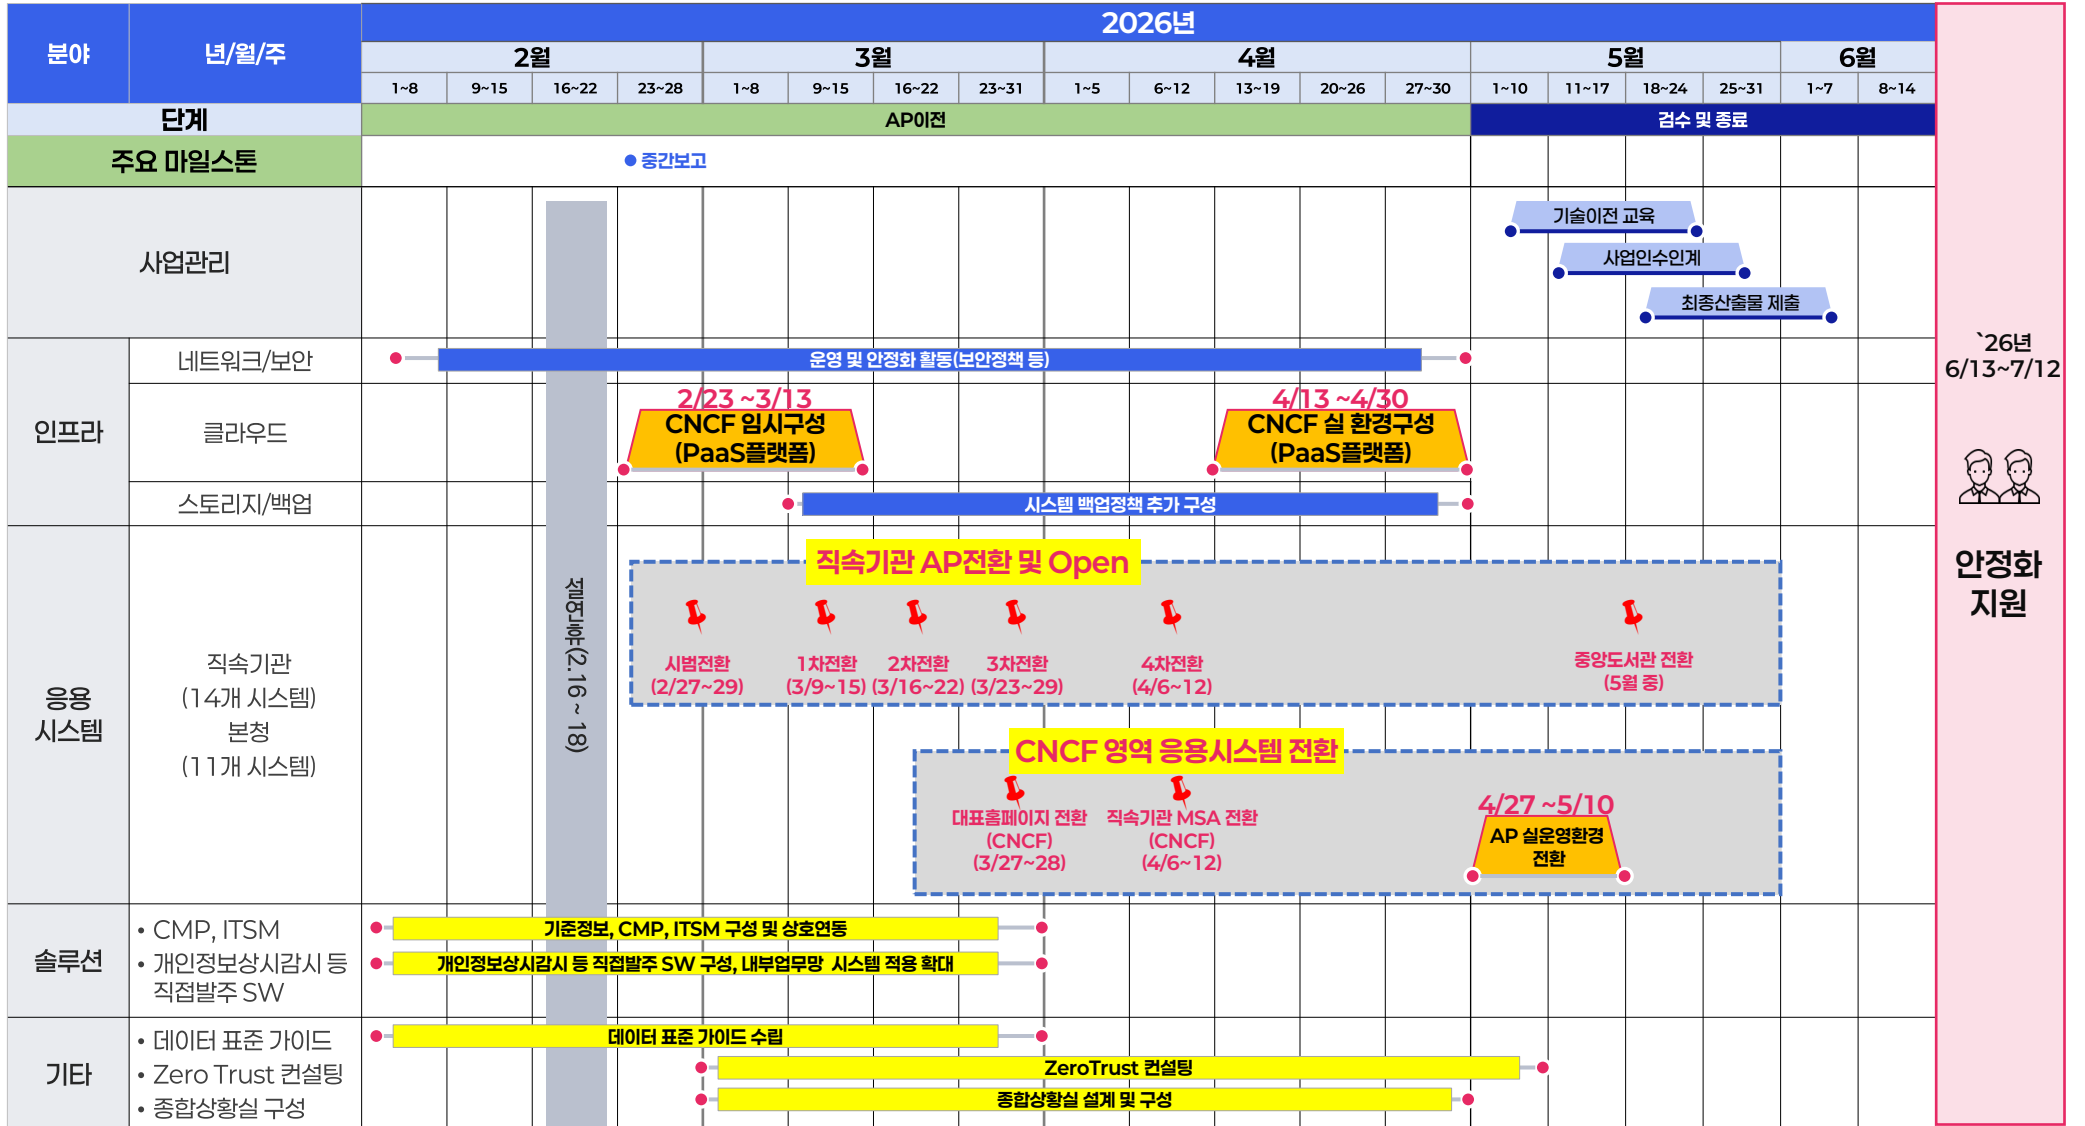 분야
년/월/주
2026년
2월
3월
4월
5월
6월
1~8
9~15
16~22
23~28
1~8
9~15
16~22
23~31
1~5
6~12
13~19
20~26
27~30
1~10
11~17
18~24
25~31
1~7
8~14
단계
AP이전
검수 및 종료
주요 마일스톤
중간보고
사업관리
기술이전 교육
사업인수인계
최종산출물 제출
인프라
네트워크/보안
운영 및 안정화 활동(보안정책 등)
클라우드
2/23 ~3/13
CNCF 임시구성
(PaaS플랫폼)
4/13 ~4/30
CNCF 실 환경구성
(PaaS플랫폼)
스토리지/백업
시스템 백업정책 추가 구성
설연휴(2.16 ~ 18)
응용
시스템
직속기관
(14개 시스템)
본청
(11개 시스템)
직속기관 AP전환 및 Open
시범전환
(2/27~29)
1차전환
(3/9~15)
2차전환
(3/16~22)
3차전환
(3/23~29)
4차전환
(4/6~12)
중앙도서관 전환
(5월 중)
CNCF 영역 응용시스템 전환
대표홈페이지 전환
(CNCF)
(3/27~28)
직속기관 MSA 전환
(CNCF)
(4/6~12)
4/27 ~5/10
AP 실운영환경
전환
솔루션
• CMP, ITSM
• 개인정보상시감시 등
직접발주 SW
기준정보, CMP, ITSM 구성 및 상호연동
개인정보상시감시 등 직접발주 SW 구성, 내부업무망 시스템 적용 확대
기타
• 데이터 표준 가이드
• Zero Trust 컨설팅
• 종합상황실 구성
데이터 표준 가이드 수립
ZeroTrust 컨설팅
종합상황실 설계 및 구성
`26년
6/13~7/12
안정화
지원